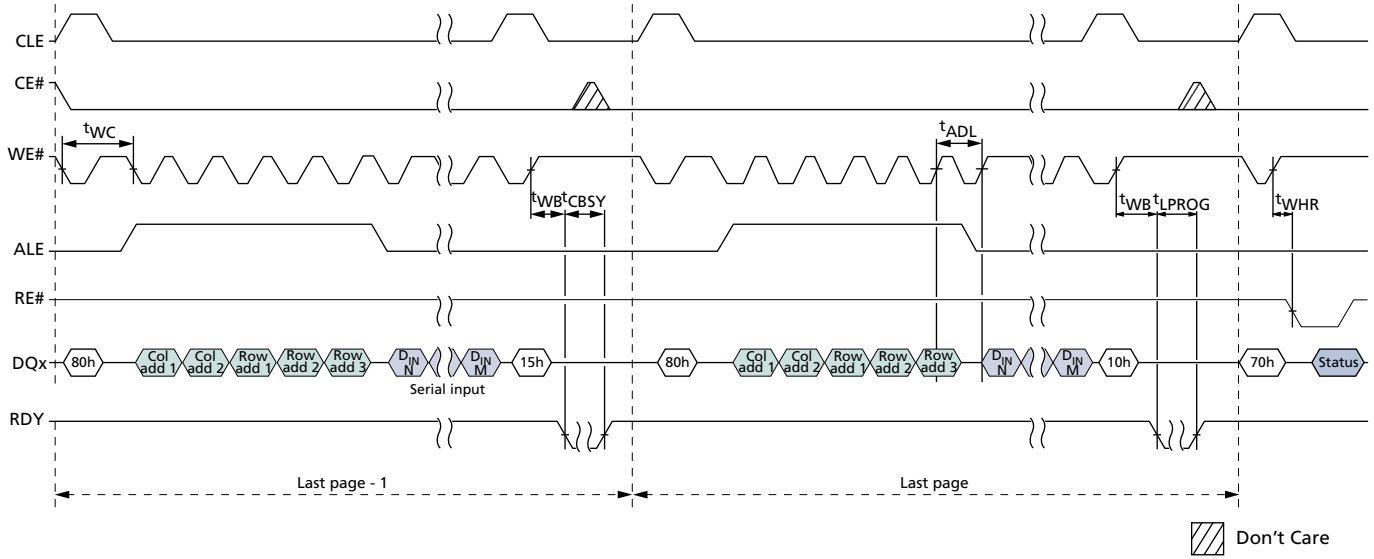 CLE
CE#
tWC
tADL
WE#
tWB tCBSY
tWB tLPROG
tWHR
ALE
RE#
DQx
80h
Col add 1
Col add 2
Row add 1
Row add 2
Row add 3
DIN N
DIN M
15h
80h
Col add 1
Col add 2
Row add 1
Row add 2
Row add 3
DIN N
DIN M
10h
70h
Status
Serial input
RDY
Last page - 1
Last page
Don't Care